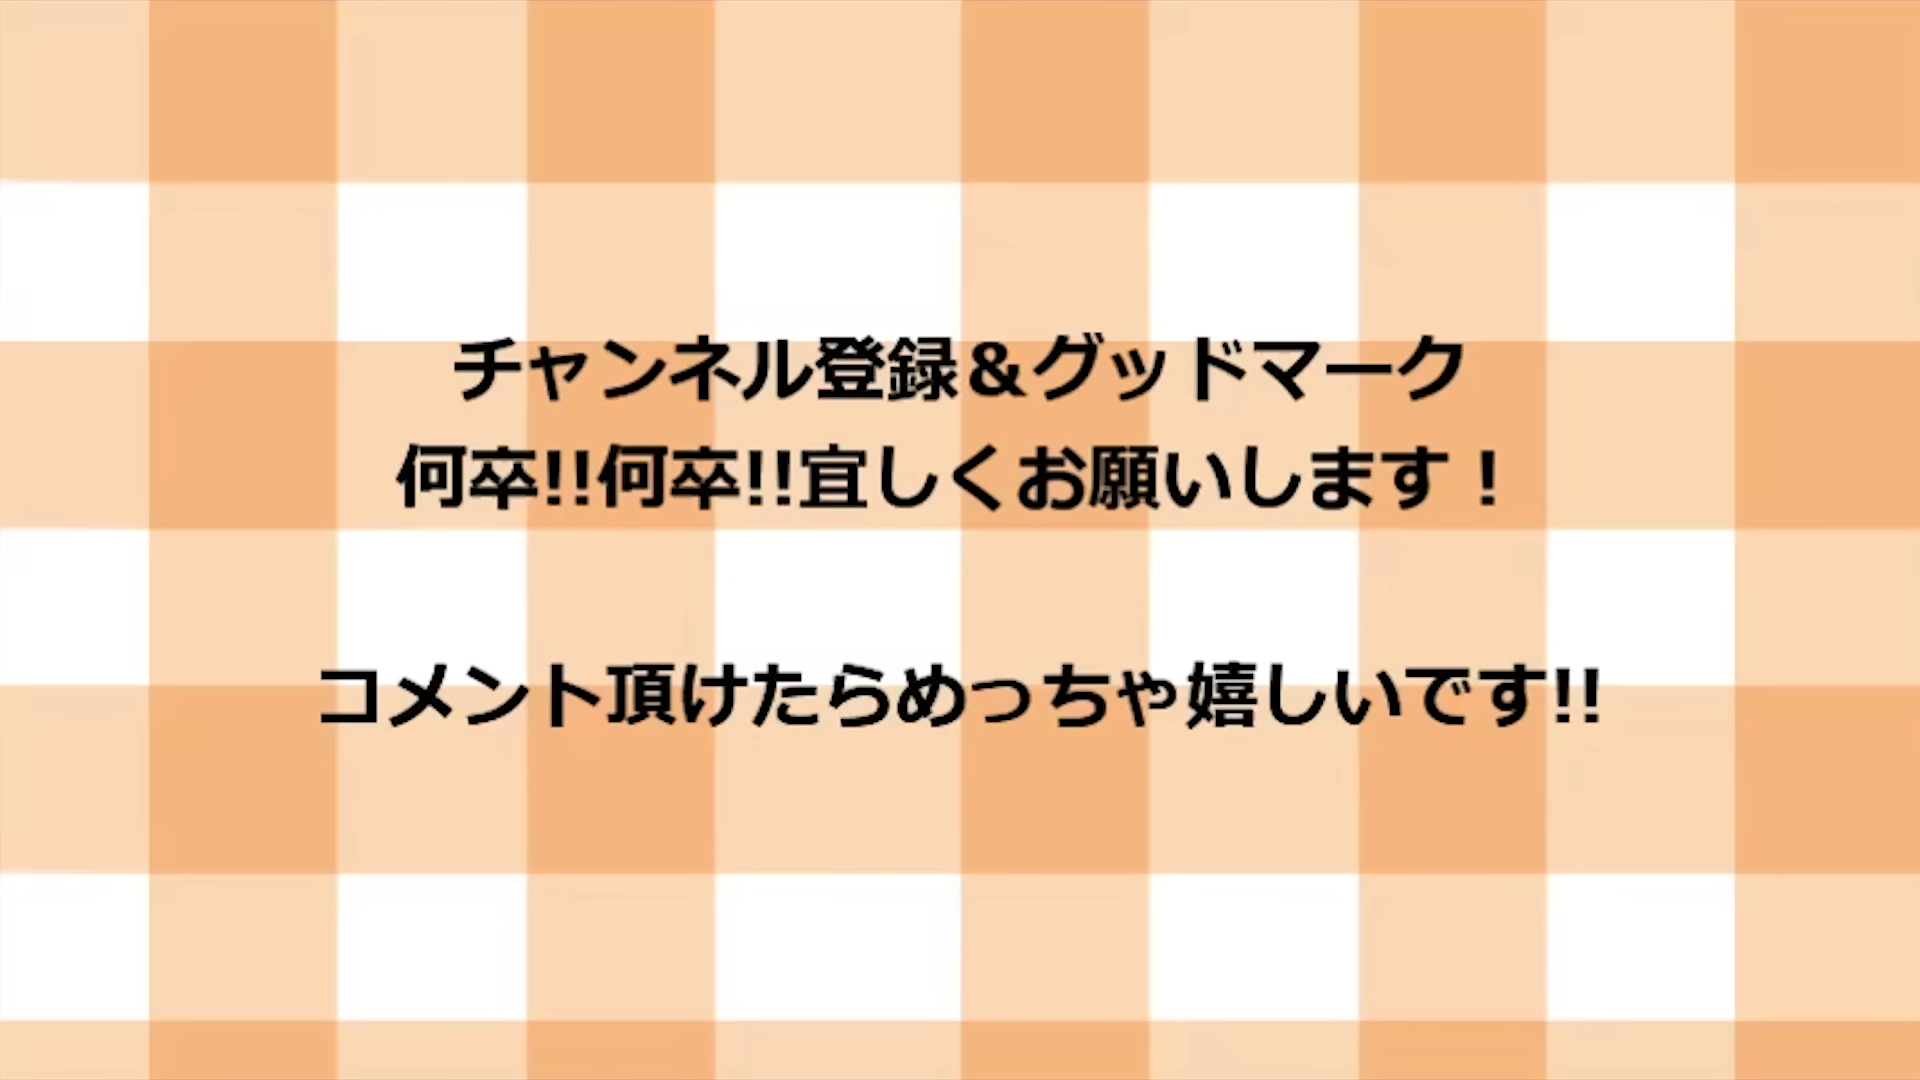 チャンネル登録＆グッドマーク
何卒!!何卒!!宜しくお願いします！
コメント頂けたらめっちゃ嬉しいです!!